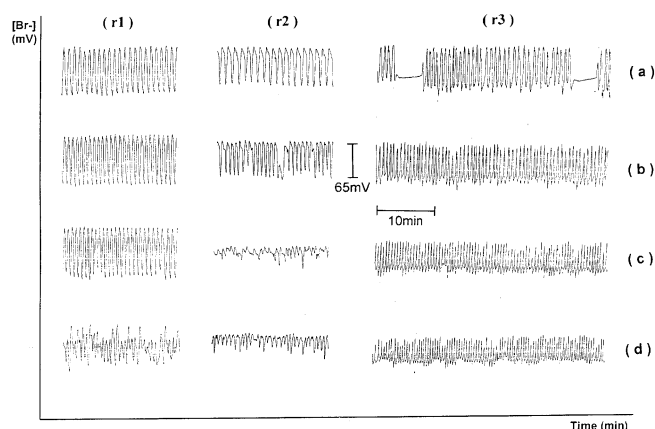 [Br-]
(mV)
( r1 )
( r2 )
( r3 )
( a )
( b )
65mV
10min
( c )
( d )
Time (min)